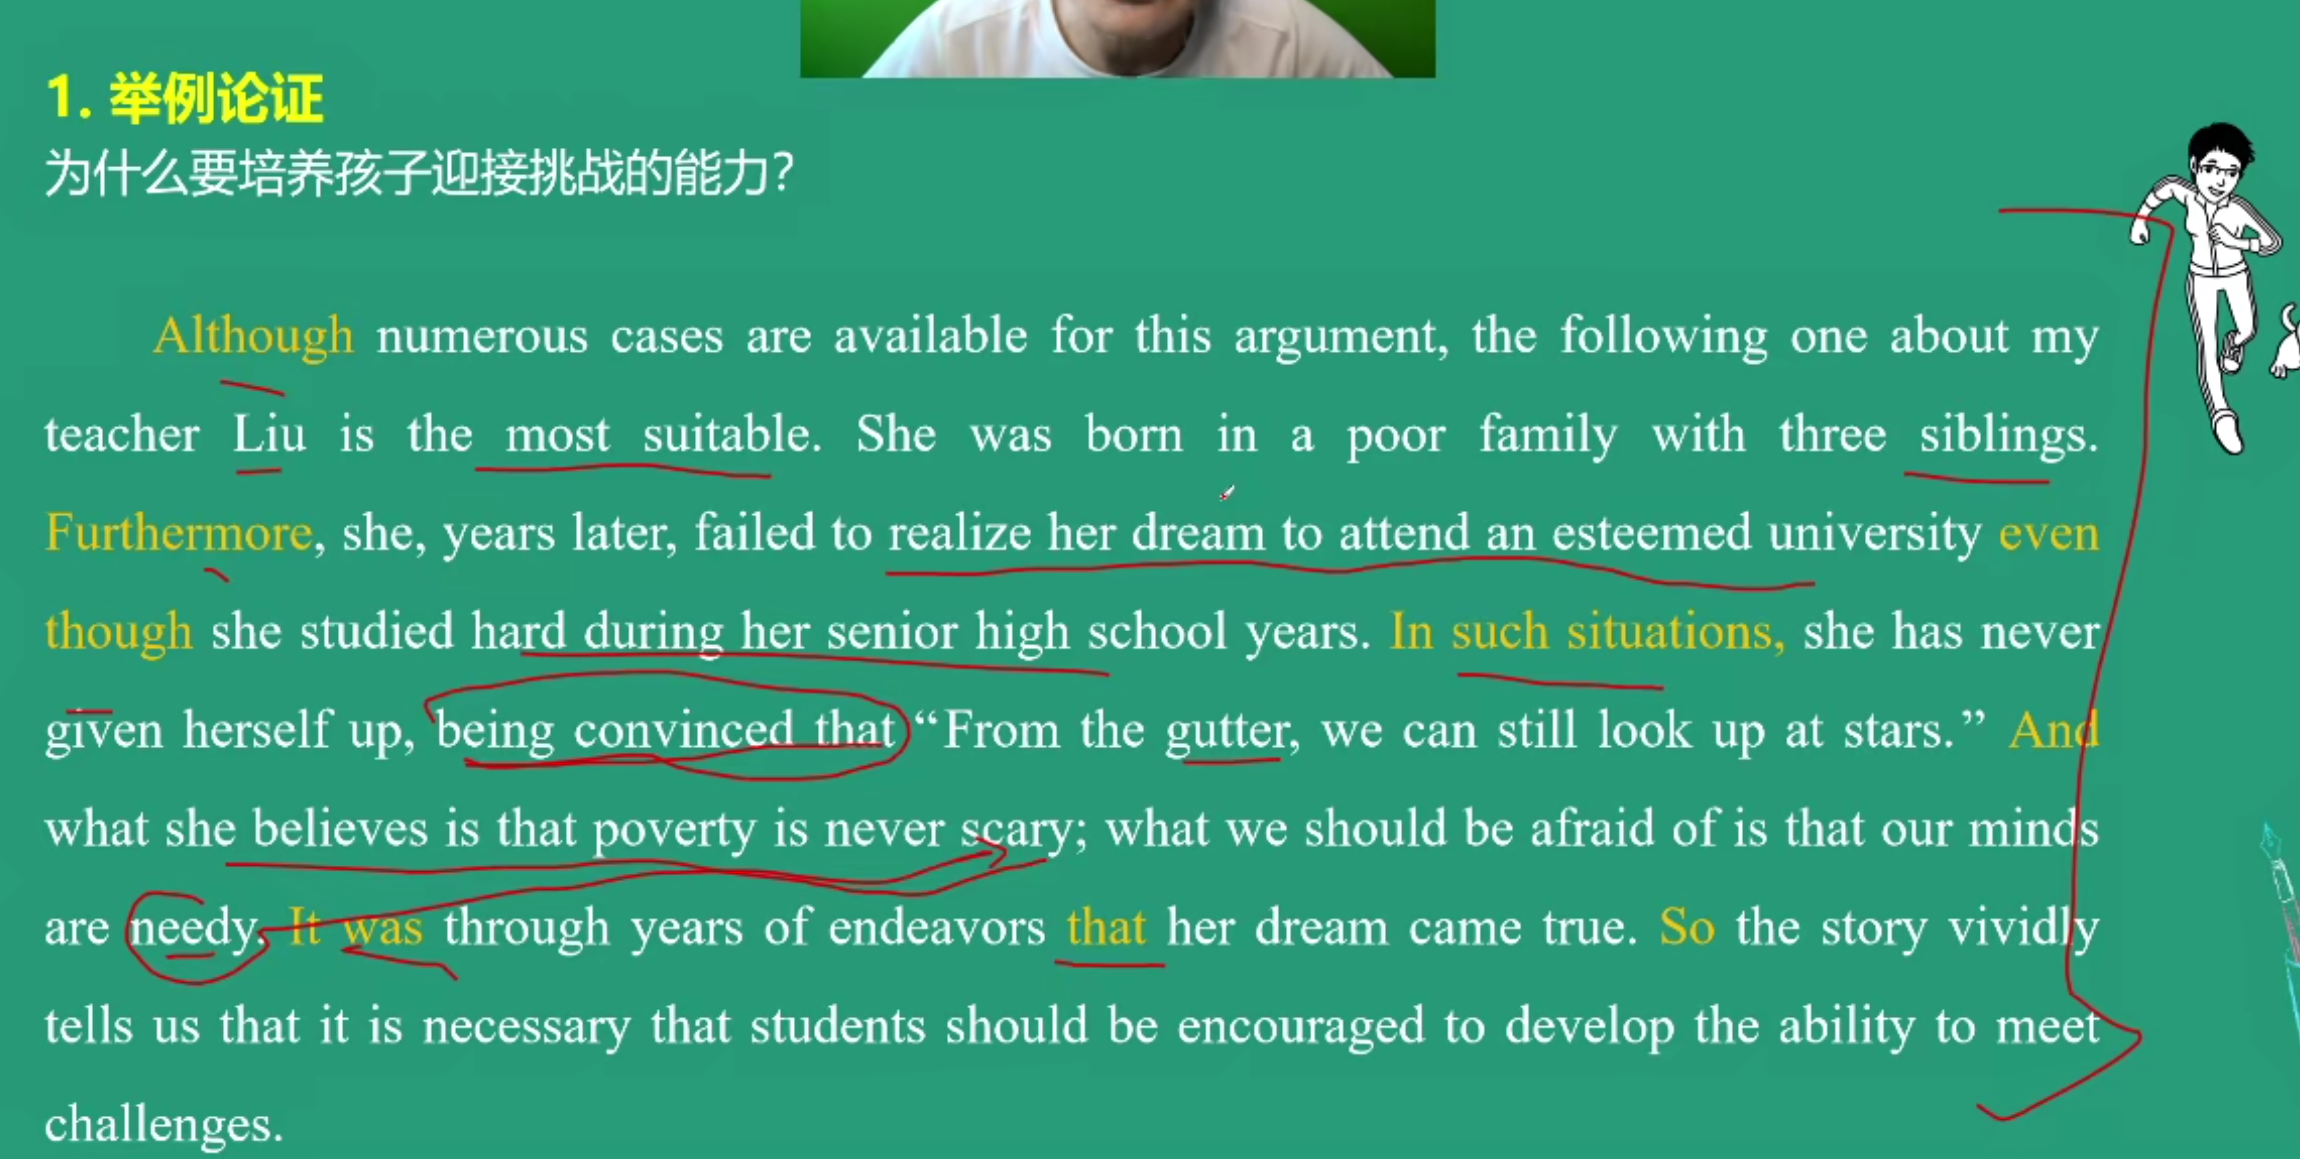 1. 举例论证
为什么要培养孩子迎接挑战的能力？
Although numerous cases are available for this argument, the following one about my
teacher Liu is the most suitable. She was born in a poor family with three siblings.
Furthermore, she, years later, failed to realize her dream to attend an esteemed university even
though she studied hard during her senior high school years. In such situations, she has never
given herself up, being convinced that “From the gutter, we can still look up at stars.” And
what she believes is that poverty is never scary; what we should be afraid of is that our minds
are needy. It was through years of endeavors that her dream came true. So the story vividly
tells us that it is necessary that students should be encouraged to develop the ability to meet
challenges.